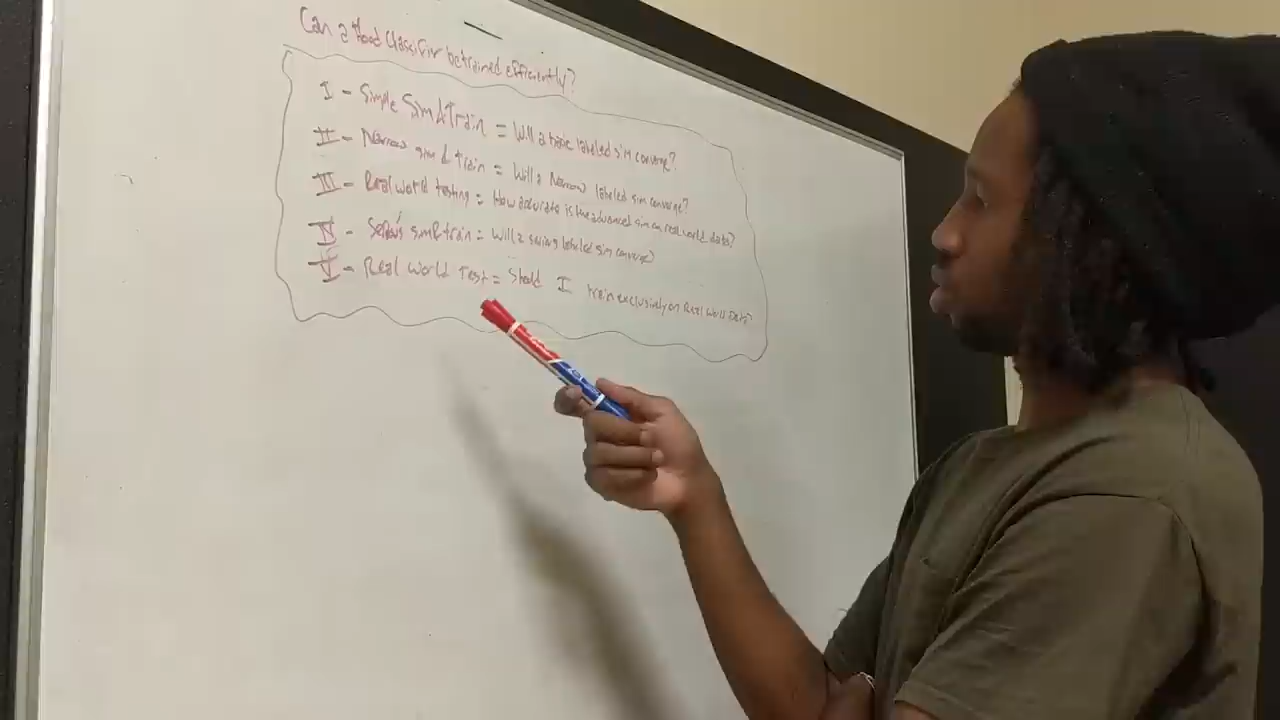 Can a food classifir be trained efficiently?
I - Simple Sim & Train = Will a basic labeled sim converge?
II - Narrow sim & train = Will a Narrow labeled sim converge?
III - Real world testing = How accurate is the advanced sim on real world data?
IV - sim & train = Will a labeled sim converge?
V - Real World Test = Should I train exclusively on Real World Data?